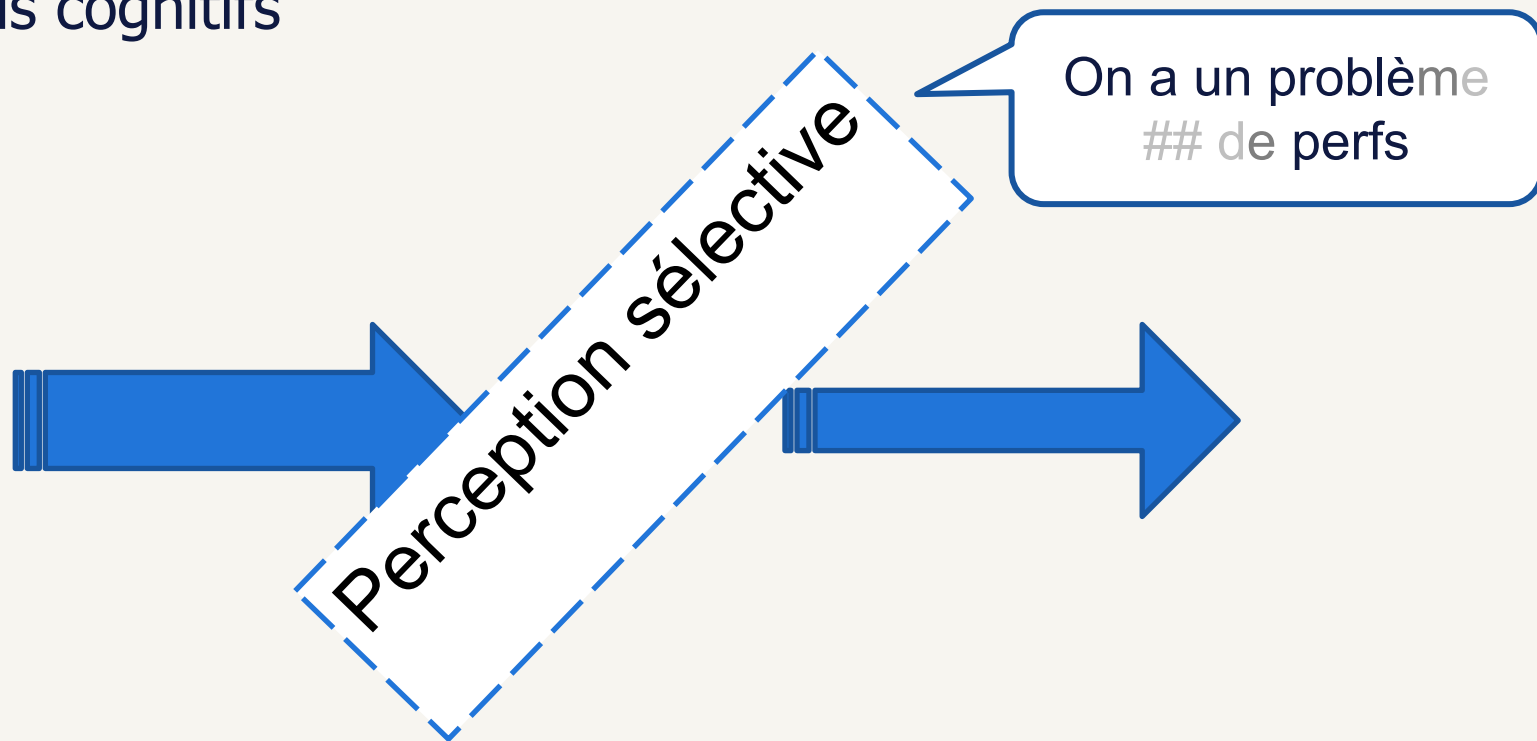 is cognitifs
On a un problème
## de perfs
Perception sélective